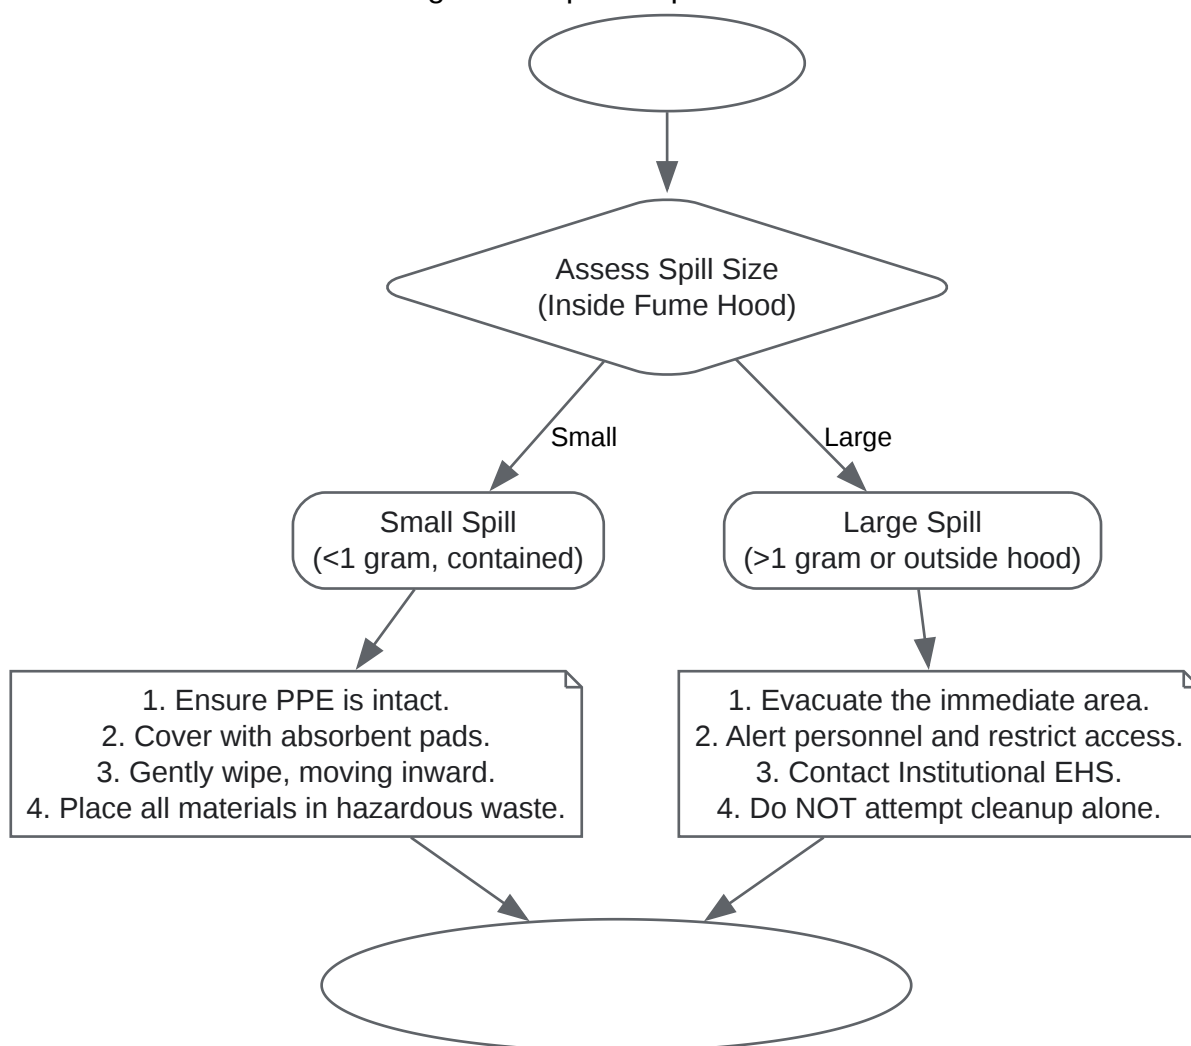 Assess Spill Size
(Inside Fume Hood)
Small
Large
Small Spill
(<1 gram, contained)
Large Spill
(>1 gram or outside hood)
1. Ensure PPE is intact.
2. Cover with absorbent pads.
3. Gently wipe, moving inward.
4. Place all materials in hazardous waste.
1. Evacuate the immediate area.
2. Alert personnel and restrict access.
3. Contact Institutional EHS.
4. Do NOT attempt cleanup alone.